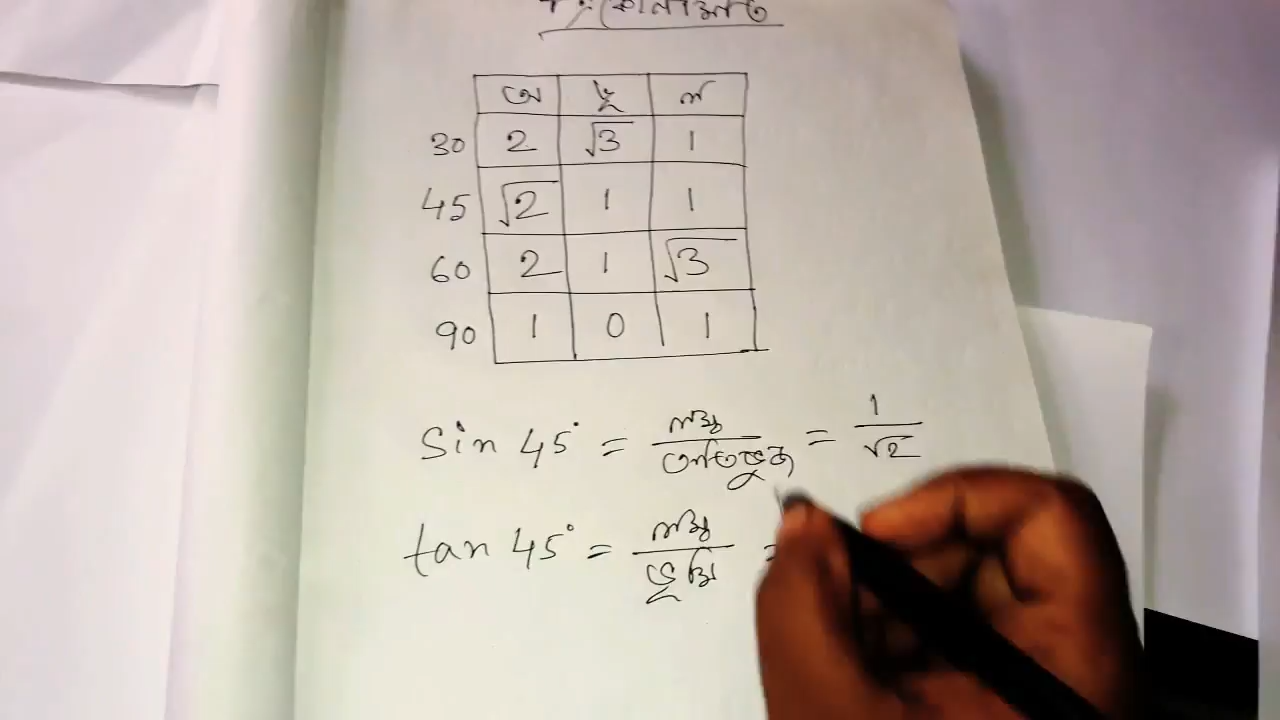 অ ভূ ল
30 2 √3 1
45 √2 1 1
60 2 1 √3
90 1 0 1
Sin 45° = লম্ব/অতিভুজ = 1/√2
tan 45° = লম্ব/ভূমি =